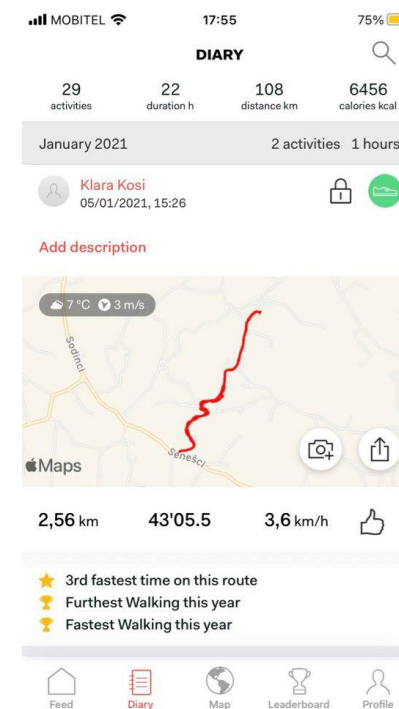 MOBITEL 17:55 75%
DIARY
29 22 108 6456
activities duration h distance km calories kcal
January 2021 2 activities 1 hours
Klara Kosi
05/01/2021, 15:26
Add description
7 °C 3 m/s
Sodinci
Senešci
Maps
2,56 km 43'05.5 3,6 km/h
3rd fastest time on this route
Furthest Walking this year
Fastest Walking this year
Feed Diary Map Leaderboard Profile